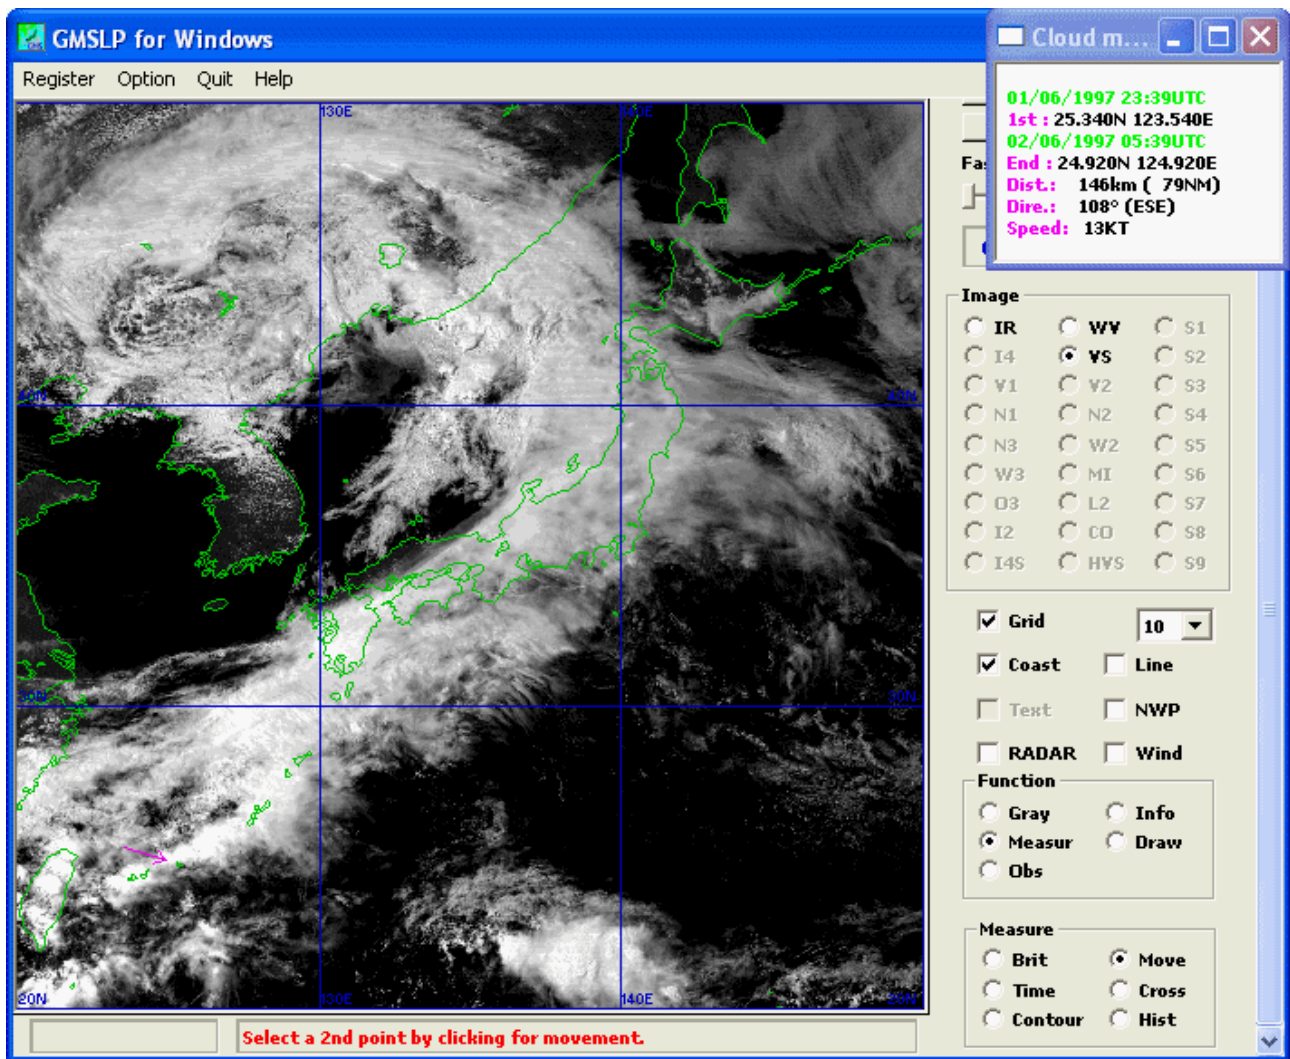 GMSLP for Windows
Cloud m...
Register Option Quit Help
01/06/1997 23:39UTC
1st : 25.340N 123.540E
02/06/1997 05:39UTC
End : 24.920N 124.920E
Dist.: 146km ( 79NM)
Dire.: 108° (ESE)
Speed: 13KT
130E 140E
Fas
Image
IR WV S1
I4 VS S2
V1 V2 S3
40N 40N
N1 N2 S4
N3 W2 S5
W3 MI S6
O3 L2 S7
I2 CO S8
I4S HVS S9
Grid 10
Coast Line
30N 30N
Text NWP
RADAR Wind
Function
Gray Info
Measur Draw
Obs
Measure
Brit Move
Time Cross
Contour Hist
20N 130E 140E 20N
Select a 2nd point by clicking for movement.